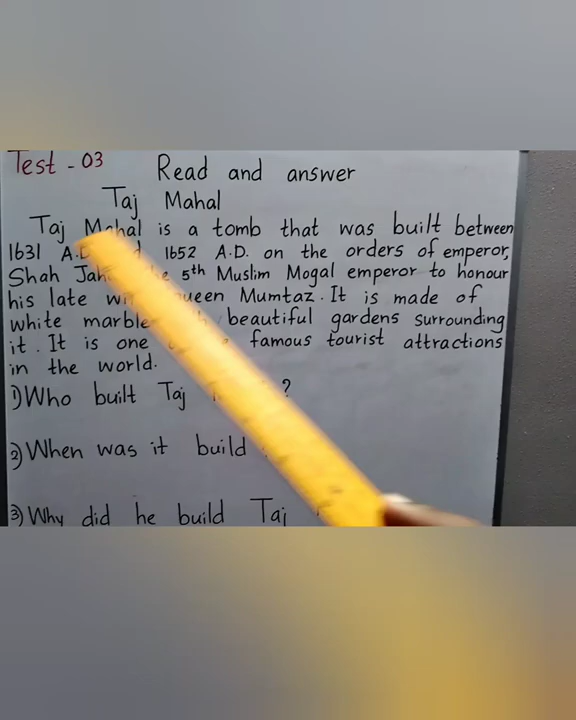 Test - 03
Read and answer
Taj Mahal
Taj Mahal is a tomb that was built between
1631 A.D 1652 A.D. on the orders of emperor,
Shah 5th Muslim Mogal emperor to honour
his late Mumtaz. It is made of
white beautiful gardens surrounding
it. It is one famous tourist attractions
in the world.
1) Who built Taj ?
2) When was it build
3) Why did he build Taj